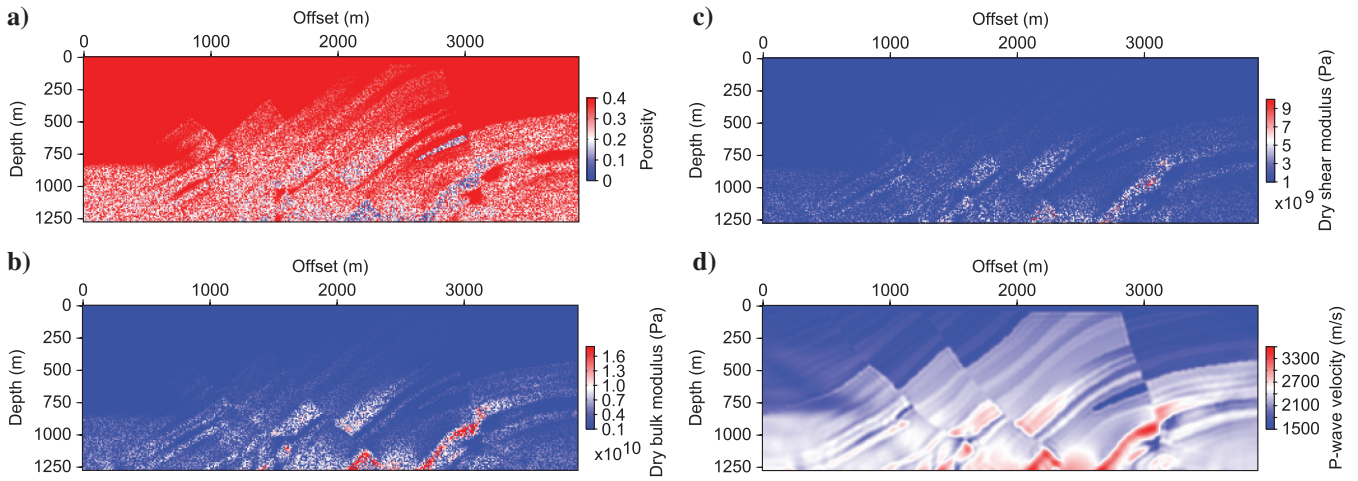 a)
Offset (m)
0 1000 2000 3000
0
250
500
750
1000
1250
Depth (m)
0.4
0.3
0.2
0.1
0
Porosity
b)
Offset (m)
0 1000 2000 3000
0
250
500
750
1000
1250
Depth (m)
1.6
1.3
1.0
0.7
0.4
0.1
x10^10
Dry bulk modulus (Pa)
c)
Offset (m)
0 1000 2000 3000
0
250
500
750
1000
1250
Depth (m)
9
7
5
3
1
x10^9
Dry shear modulus (Pa)
d)
Offset (m)
0 1000 2000 3000
0
250
500
750
1000
1250
Depth (m)
3300
2700
2100
1500
P-wave velocity (m/s)